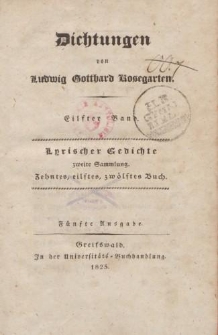 Dichtungen
von
Ludwig Gotthard Kosegarten.
Eilfter Band.
Lyrischer Gedichte
zweite Sammlung.
Zehntes, eilftes, zwölftes Buch.
Fünfte Ausgabe.
Greifswald.
In der Universitäts-Buchhandlung.
1825.